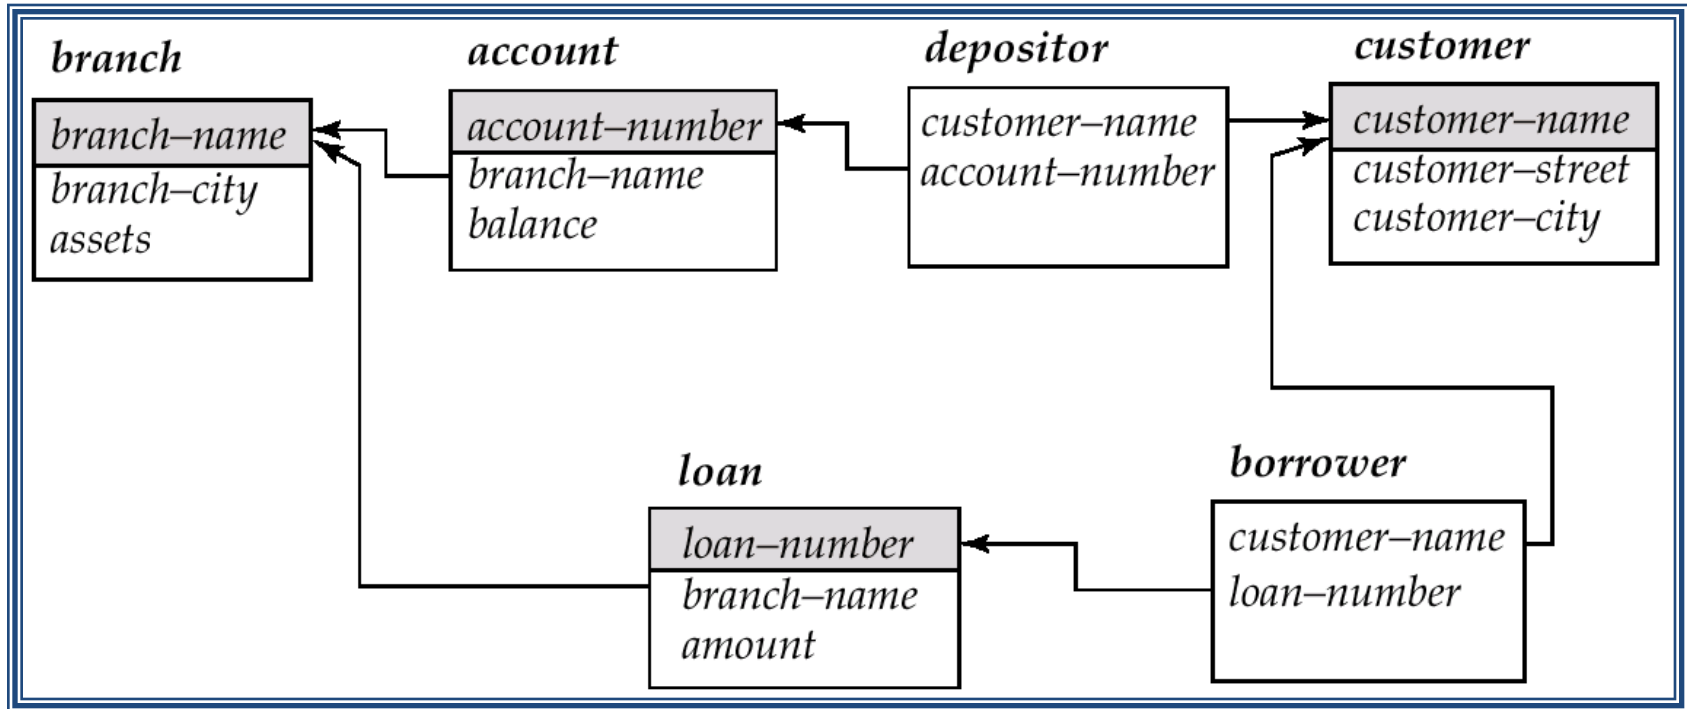 branch
branch–name
branch–city
assets
account
account–number
branch–name
balance
depositor
customer–name
account–number
customer
customer–name
customer–street
customer–city
loan
loan–number
branch–name
amount
borrower
customer–name
loan–number